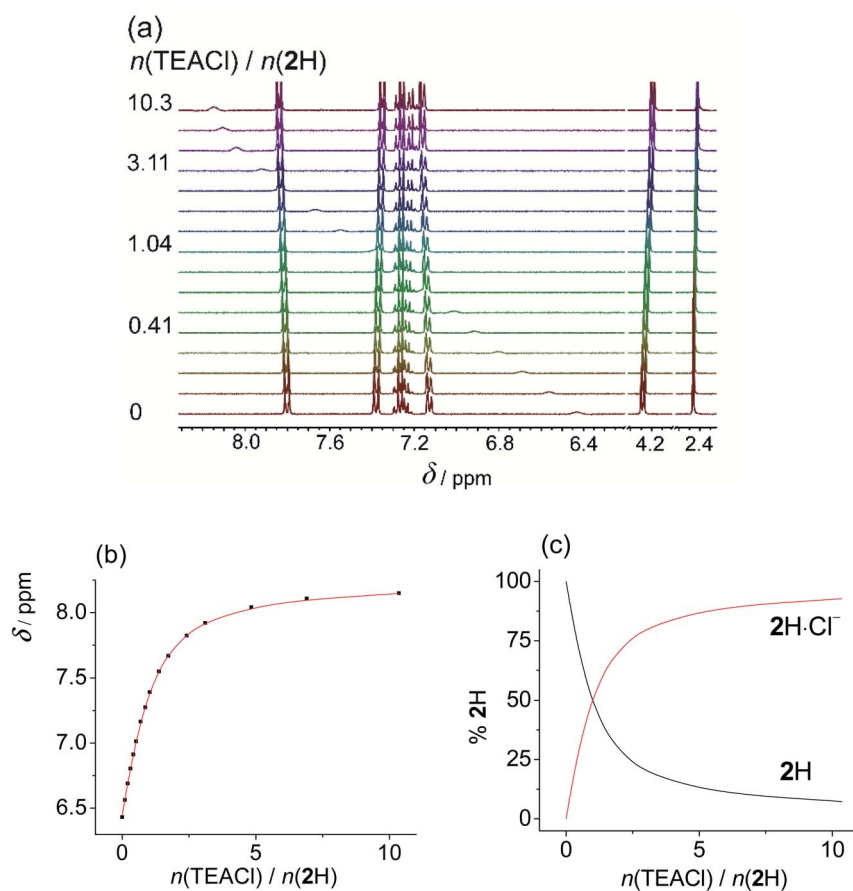 (a)
n(TEACl) / n(2H)
10.3
3.11
1.04
0.41
0
8.0 7.6 7.2 6.8 6.4 4.2 2.4
δ / ppm
(b)
δ / ppm
8.0
7.5
7.0
6.5
0 5 10
n(TEACl) / n(2H)
(c)
% 2H
100
75
50
25
0
2H·Cl⁻
2H
0 5 10
n(TEACl) / n(2H)